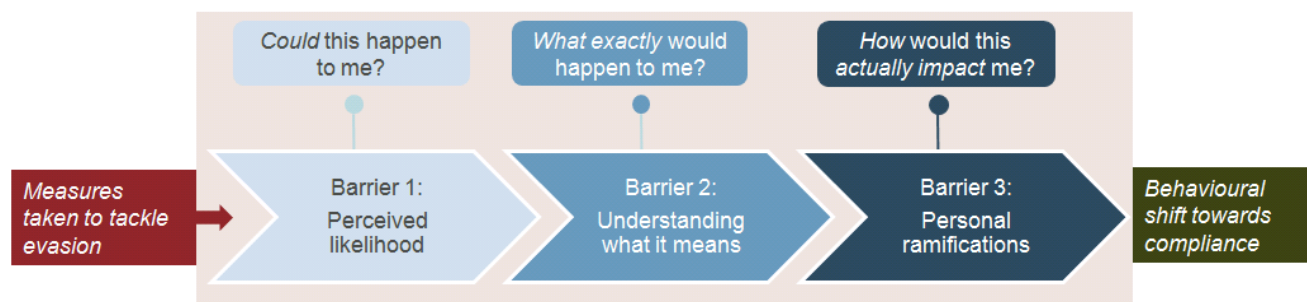 Could this happen
to me?
What exactly would
happen to me?
How would this
actually impact me?
Measures
taken to tackle
evasion
Barrier 1:
Perceived
likelihood
Barrier 2:
Understanding
what it means
Barrier 3:
Personal
ramifications
Behavioural
shift towards
compliance